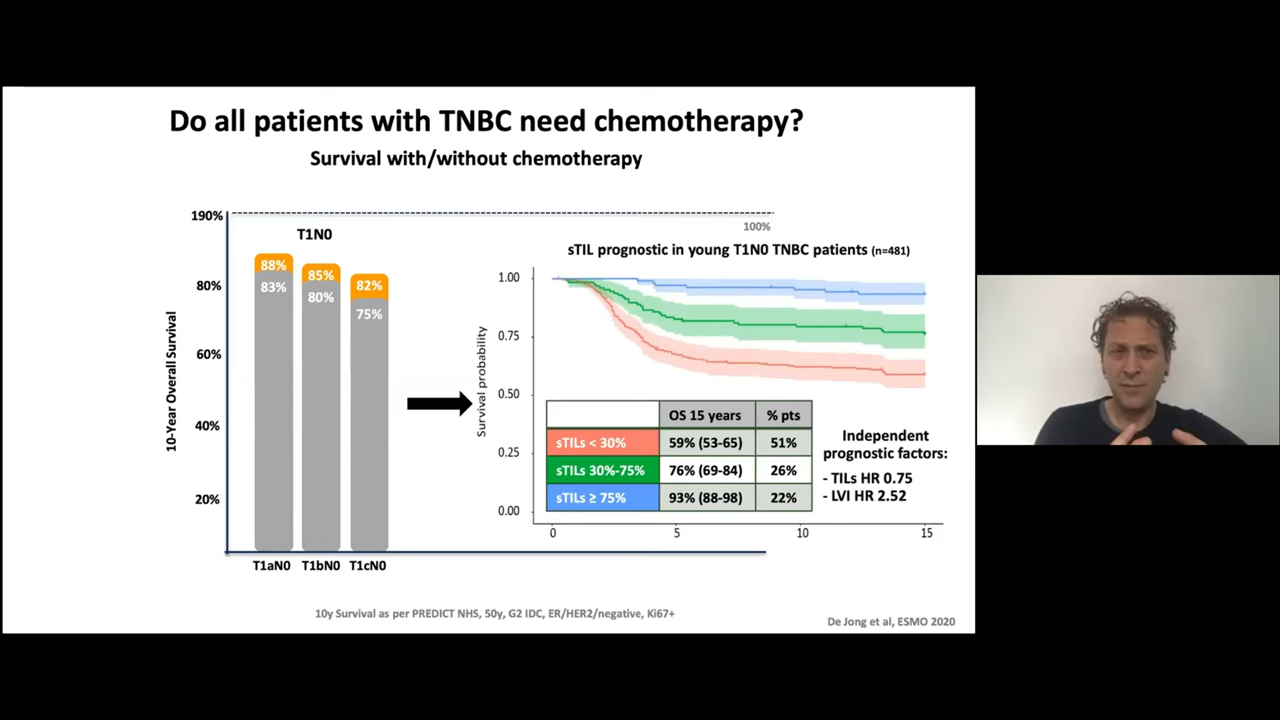 Do all patients with TNBC need chemotherapy?
Survival with/without chemotherapy
190%
100%
T1N0
80%
60%
40%
20%
10-Year Overall Survival
88%
83%
85%
80%
82%
75%
T1aN0 T1bN0 T1cN0
sTIL prognostic in young T1N0 TNBC patients (n=481)
Survival probability
1.00
0.75
0.50
0.25
0.00
0 5 10 15
OS 15 years % pts
sTILs < 30% 59% (53-65) 51%
sTILs 30%-75% 76% (69-84) 26%
sTILs ≥ 75% 93% (88-98) 22%
Independent
prognostic factors:
- TILs HR 0.75
- LVI HR 2.52
10y Survival as per PREDICT NHS, 50y, G2 IDC, ER/HER2/negative, Ki67+
De Jong et al, ESMO 2020